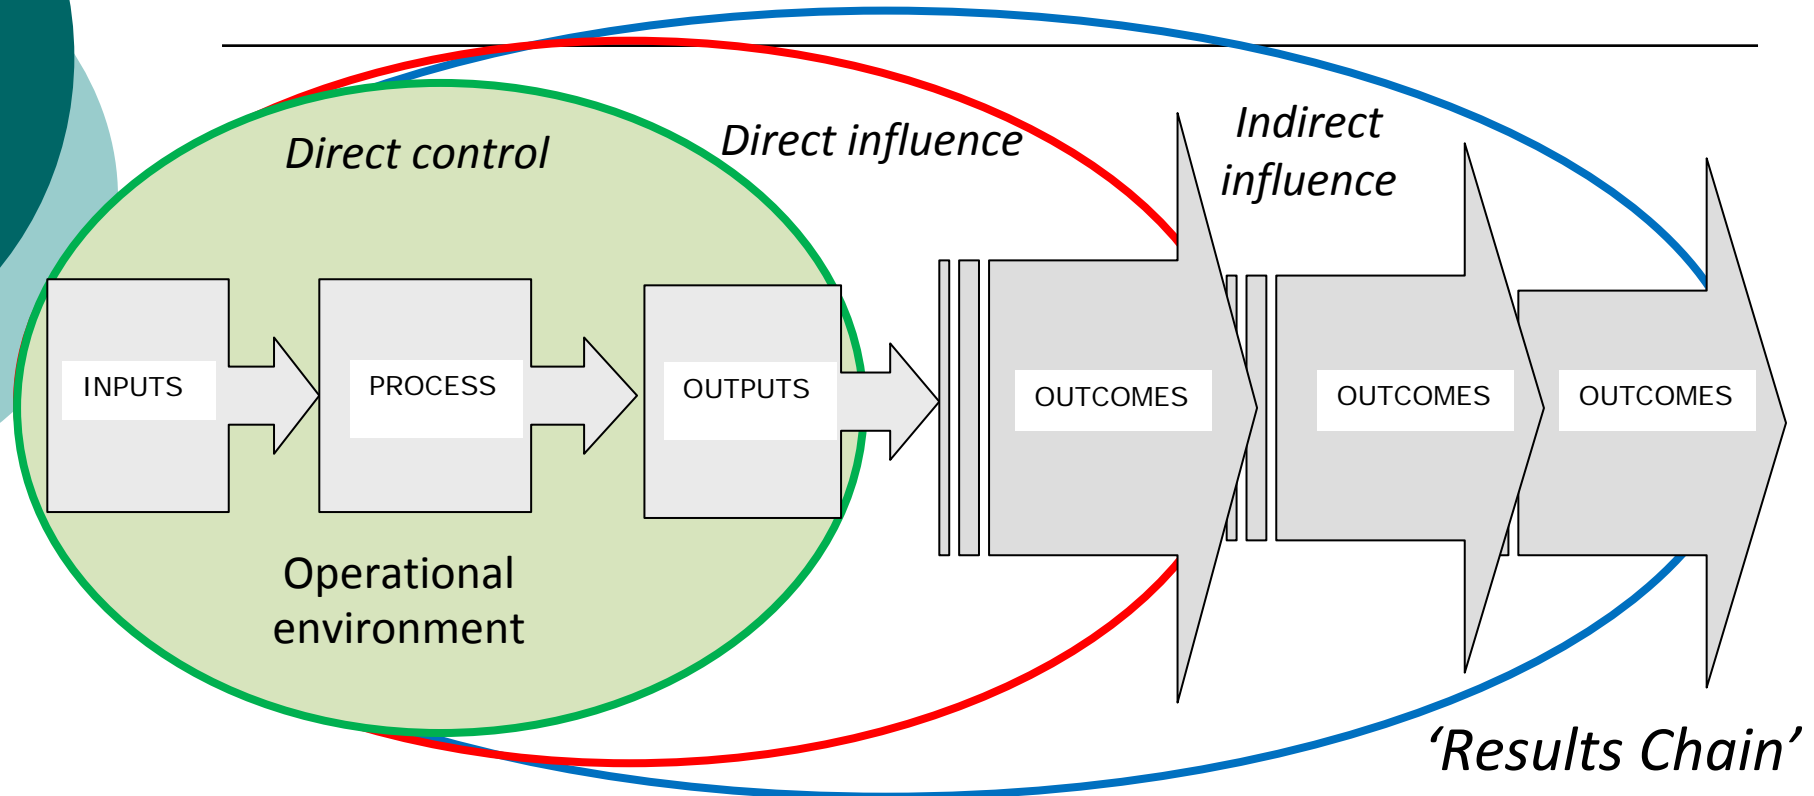 Direct control
Direct influence
Indirect
influence
INPUTS
PROCESS
OUTPUTS
OUTCOMES
OUTCOMES
OUTCOMES
Operational
environment
‘Results Chain’